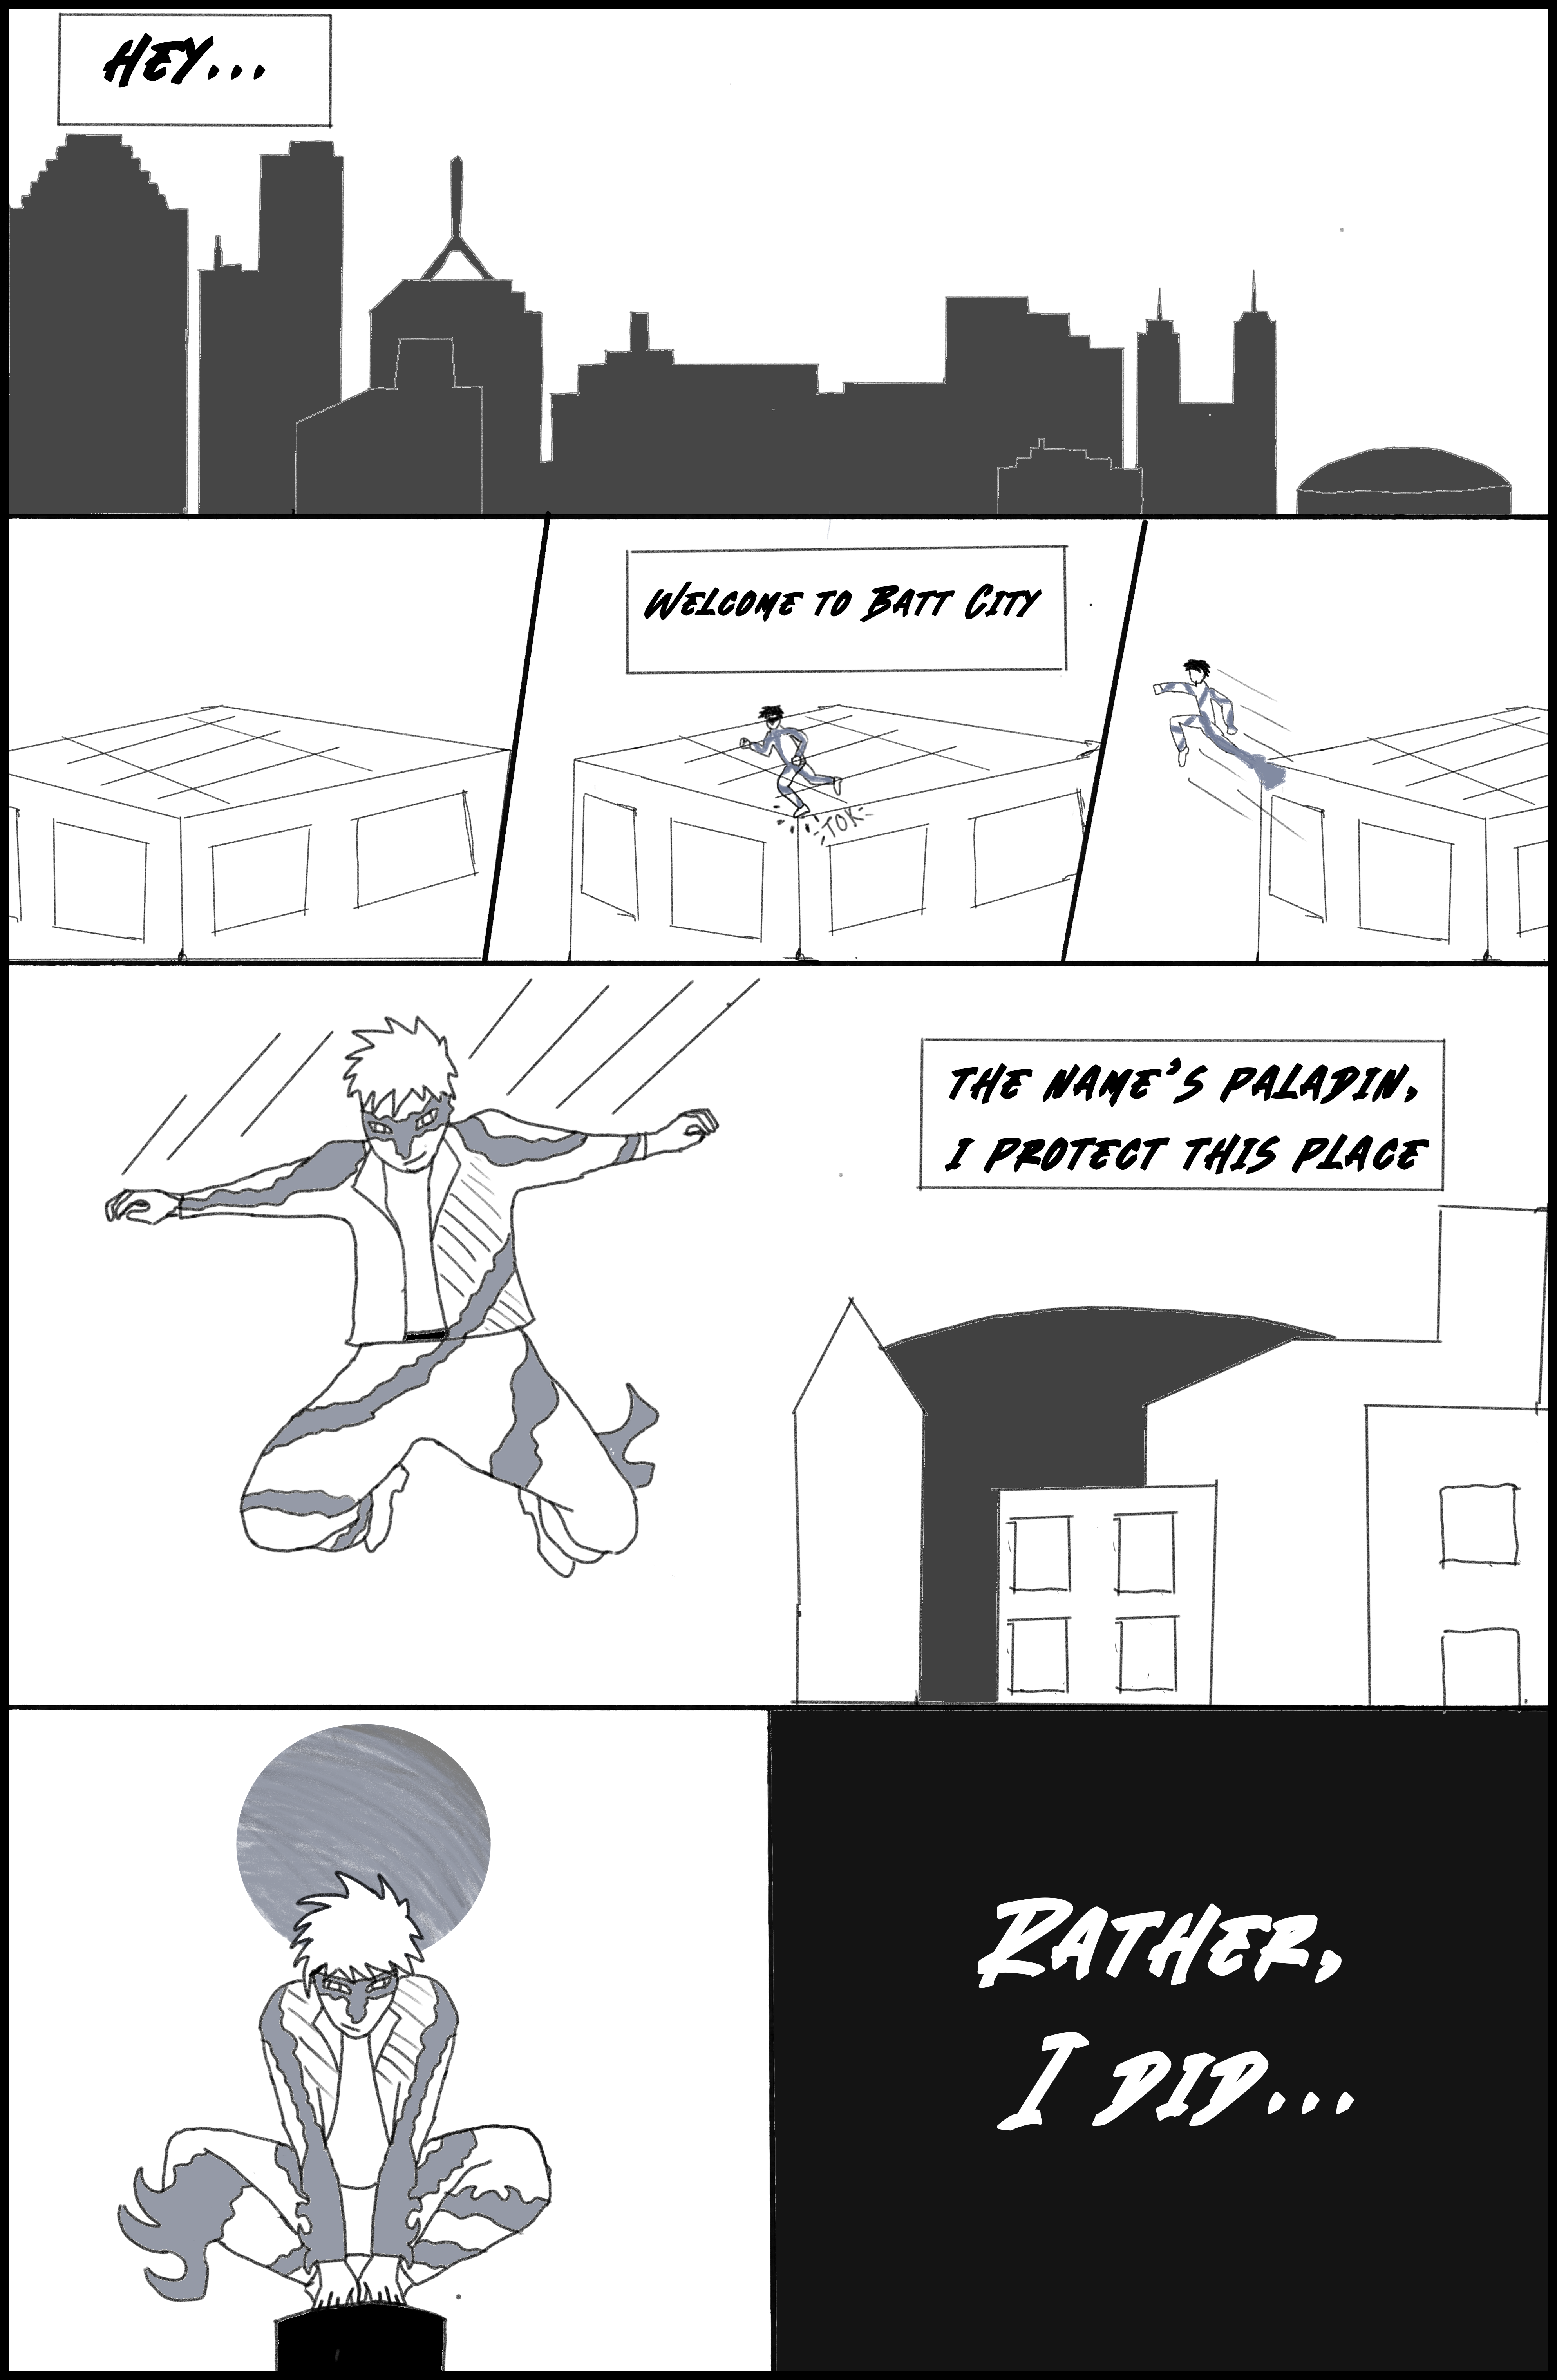 HEY...
WELCOME TO BATT CITY
TOK
THE NAME'S PALADIN,
I PROTECT THIS PLACE
RATHER,
I DID...